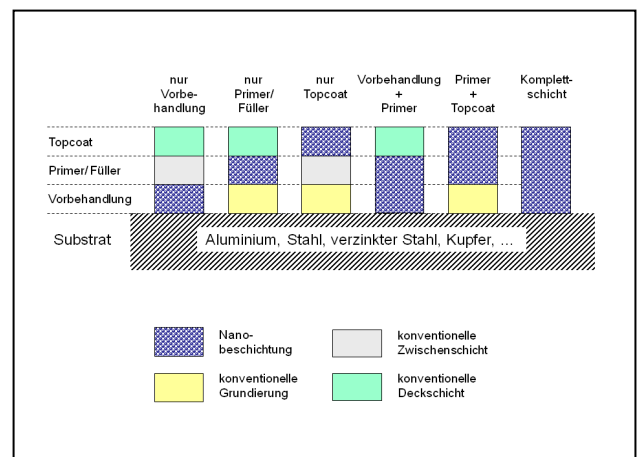 nur
Vorbe-
handlung
nur
Primer/
Füller
nur
Topcoat
Vorbehandlung
+
Primer
Primer
+
Topcoat
Komplett-
schicht
Topcoat
Primer/ Füller
Vorbehandlung
Substrat
Aluminium, Stahl, verzinkter Stahl, Kupfer, ...
Nano-
beschichtung
konventionelle
Zwischenschicht
konventionelle
Grundierung
konventionelle
Deckschicht